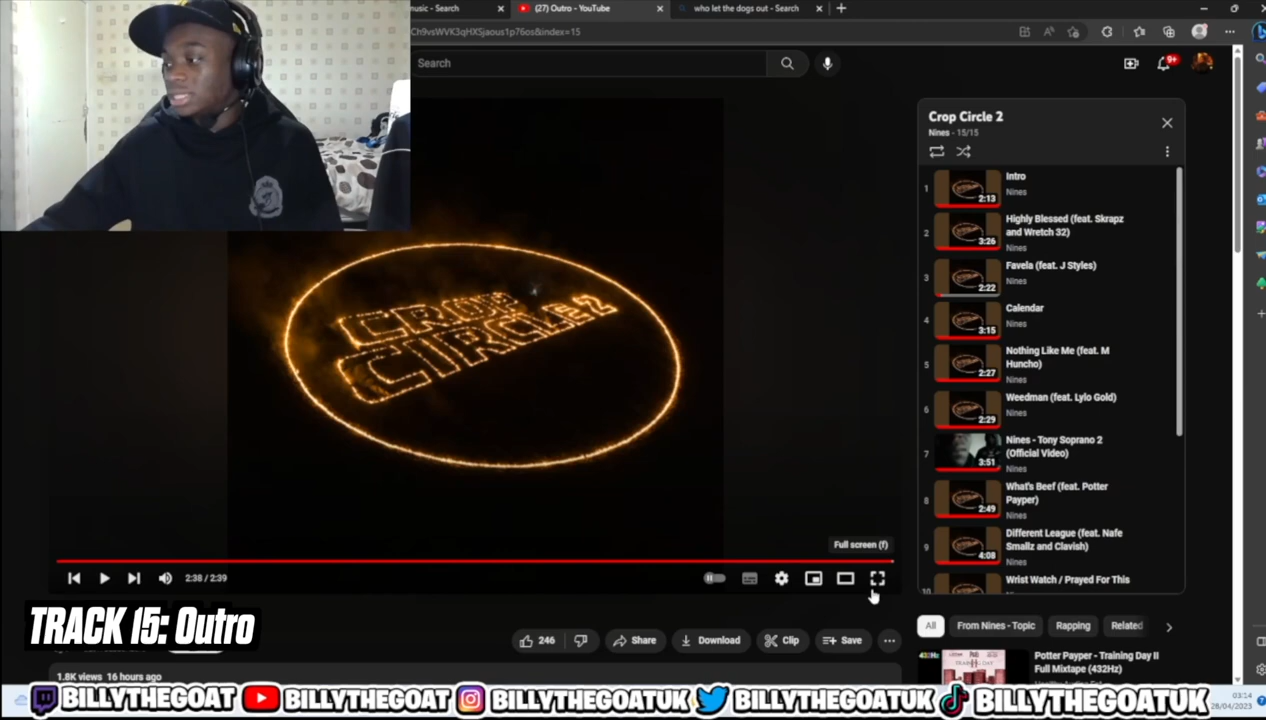 music - Search
(27) Outro - YouTube
who let the dogs out - Search
Ch9vsWVK3qHXSjaous1p76os&index=15
Search
9+
CROP
CIRCLE 2
Crop Circle 2
Nines - 15/15
1
Intro
Nines
2:13
2
Highly Blessed (feat. Skrapz
and Wretch 32)
Nines
3:26
3
Favela (feat. J Styles)
Nines
2:22
4
Calendar
Nines
3:15
5
Nothing Like Me (feat. M
Huncho)
Nines
2:27
6
Weedman (feat. Lylo Gold)
Nines
2:29
7
Nines - Tony Soprano 2
(Official Video)
Nines
3:51
8
What's Beef (feat. Potter
Payper)
Nines
2:49
9
Different League (feat. Nafe
Smallz and Clavish)
Nines
4:08
10
Wrist Watch / Prayed For This
Full screen (f)
2:38 / 2:39
TRACK 15: Outro
246
Share
Download
Clip
Save
All
From Nines - Topic
Rapping
Related
432Hz
Potter Payper - Training Day II
Full Mixtape (432Hz)
1.8K views 16 hours ago
BILLYTHEGOAT
BILLYTHEGOAT
BILLYTHEGOATUK
BILLYTHEGOATUK
BILLYTHEGOATUK
03:14
28/04/2023